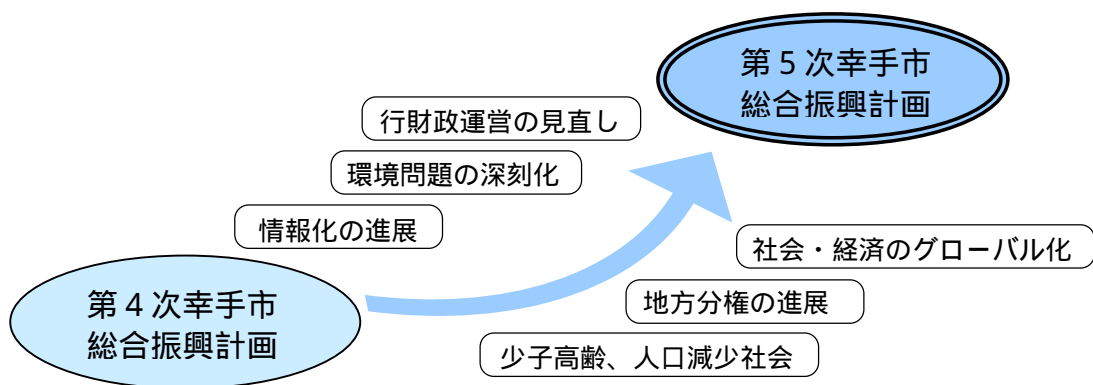 第５次幸手市
総合振興計画
行財政運営の見直し
環境問題の深刻化
情報化の進展
社会・経済のグローバル化
第４次幸手市
総合振興計画
地方分権の進展
少子高齢、人口減少社会